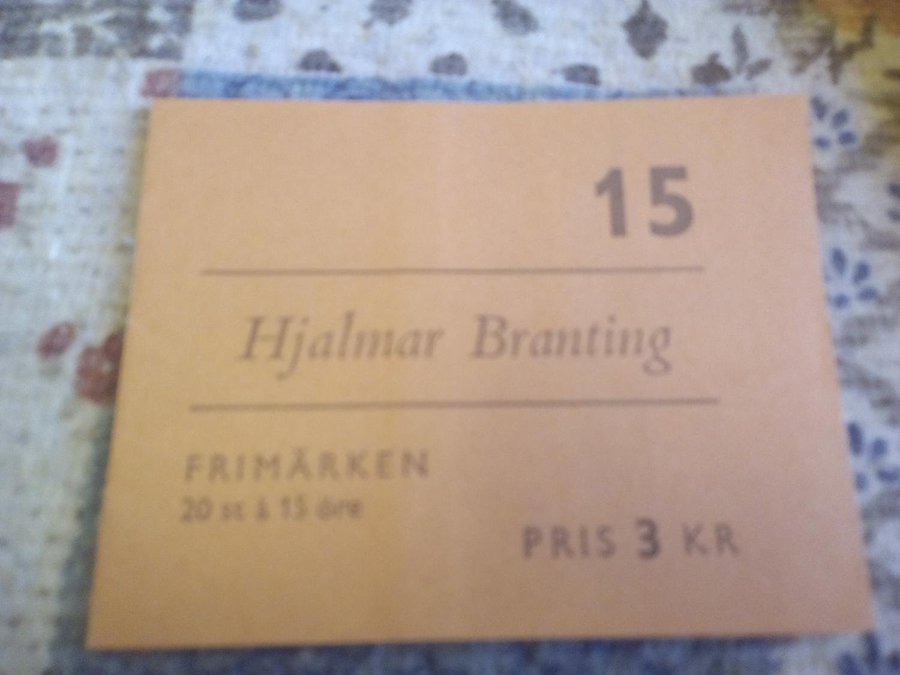 15
Hjalmar Branting
FRIMÄRKEN
20 st à 15 öre
PRIS 3 KR